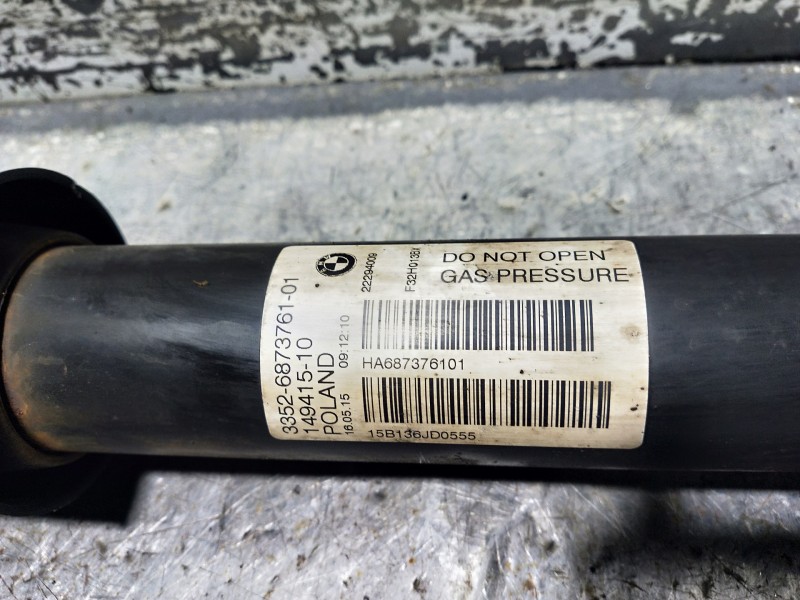 DO NOT OPEN
GAS PRESSURE
22294009
F32H013BX
3352-6873761-01
149415-10
POLAND
16.05.15 09:12:10
HA687376101
15B136JD0555